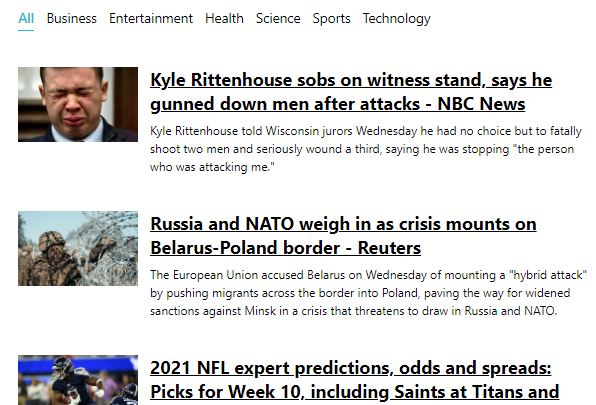 All Business Entertainment Health Science Sports Technology
Kyle Rittenhouse sobs on witness stand, says he
gunned down men after attacks - NBC News
Kyle Rittenhouse told Wisconsin jurors Wednesday he had no choice but to fatally
shoot two men and seriously wound a third, saying he was stopping "the person
who was attacking me."
Russia and NATO weigh in as crisis mounts on
Belarus-Poland border - Reuters
The European Union accused Belarus on Wednesday of mounting a "hybrid attack"
by pushing migrants across the border into Poland, paving the way for widened
sanctions against Minsk in a crisis that threatens to draw in Russia and NATO.
2021 NFL expert predictions, odds and spreads:
Picks for Week 10, including Saints at Titans and